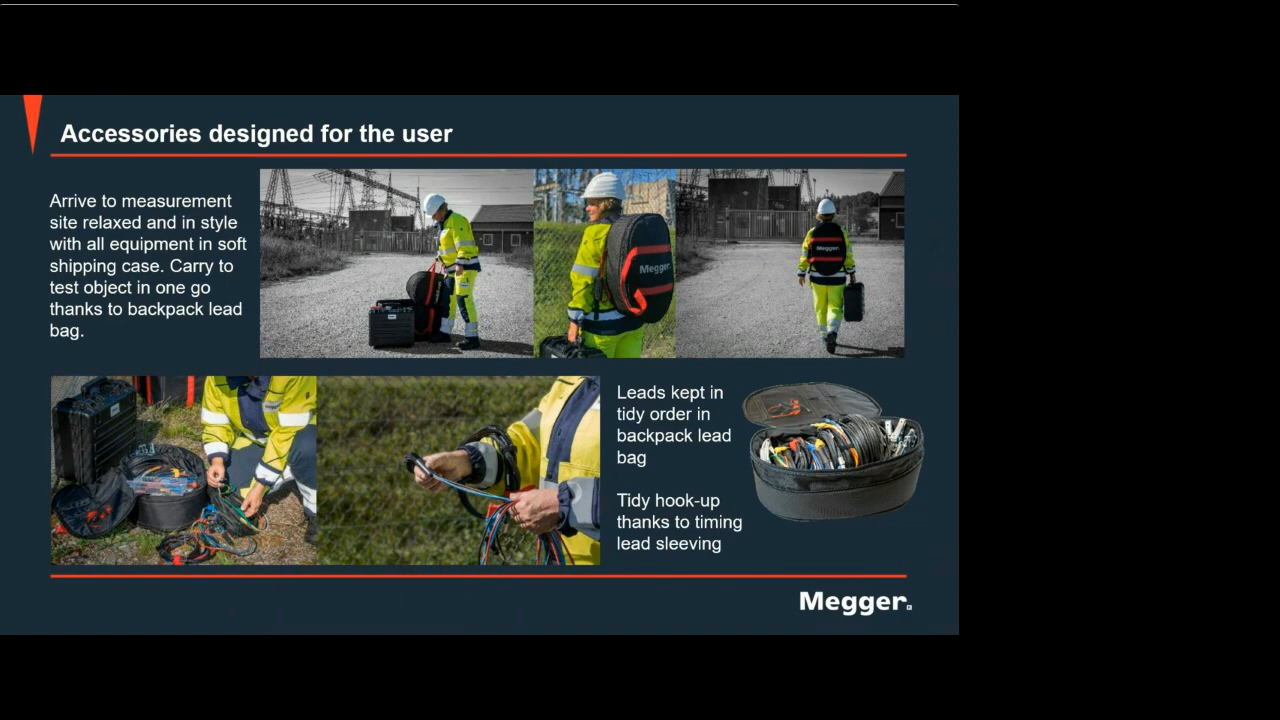 Accessories designed for the user
Arrive to measurement
site relaxed and in style
with all equipment in soft
shipping case. Carry to
test object in one go
thanks to backpack lead
bag.
Megger
Megger
Leads kept in
tidy order in
backpack lead
bag
Tidy hook-up
thanks to timing
lead sleeving
Megger